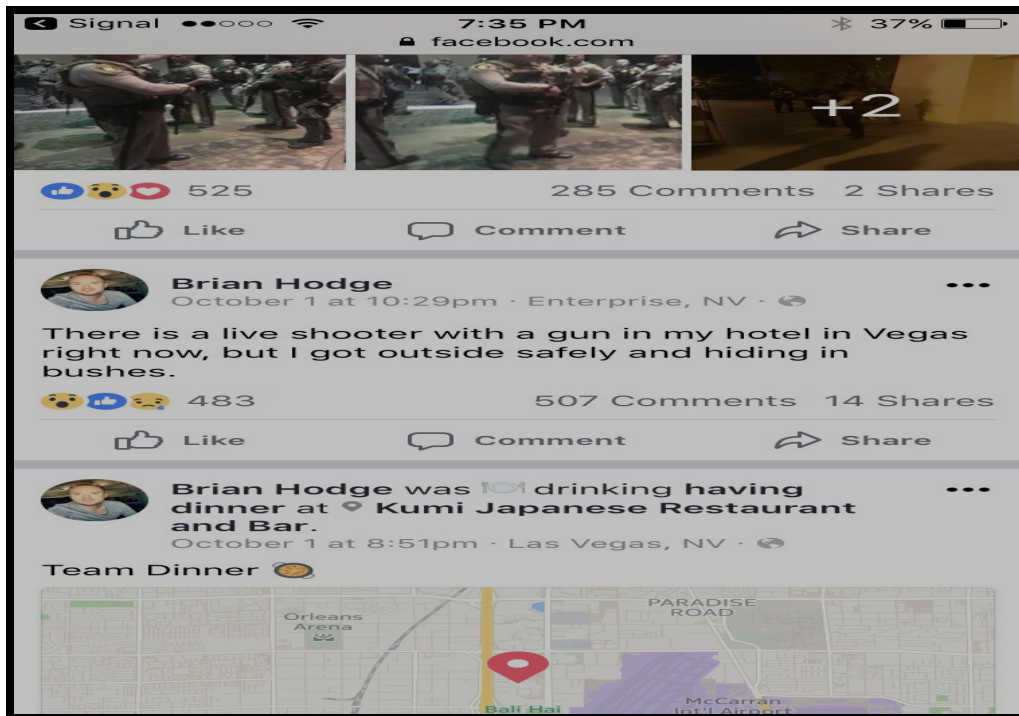 Signal 7:35 PM 37%
facebook.com
+2
525 285 Comments 2 Shares
Like Comment Share
Brian Hodge
October 1 at 10:29pm · Enterprise, NV ·
There is a live shooter with a gun in my hotel in Vegas
right now, but I got outside safely and hiding in
bushes.
483 507 Comments 14 Shares
Like Comment Share
Brian Hodge was 🍽 drinking having
dinner at Kumi Japanese Restaurant
and Bar.
October 1 at 8:51pm · Las Vegas, NV ·
Team Dinner 🥘
PARADISE
ROAD
Orleans
Arena
McCarran
Bali Hai Int'l Airport